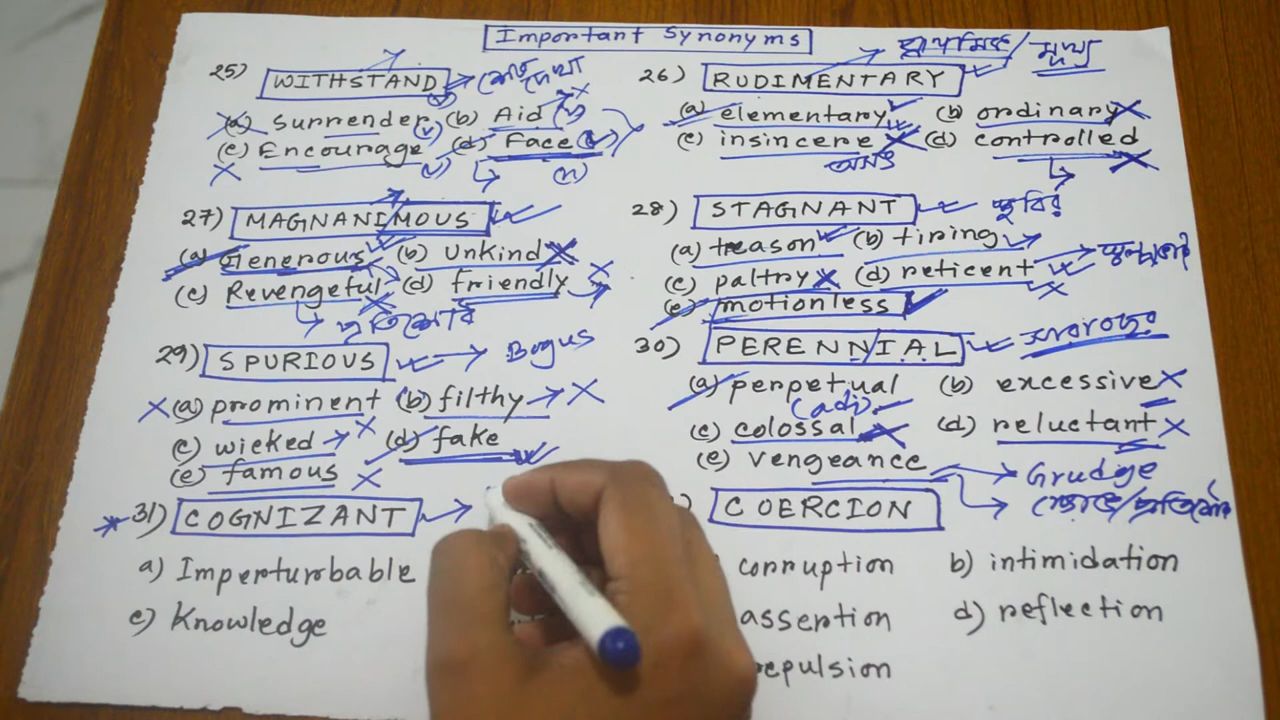 Important Synonyms
25) WITHSTAND
(a) Surrender (v) (b) Aid (v)
(c) Encourage (v) (d) Face (v)
(n)
26) RUDIMENTARY প্রাথমিক / মুখ্য
(a) elementary (b) ordinary
(c) insincere (d) controlled
27) MAGNANIMOUS
(a) Generous (b) Unkind
(c) Revengeful (d) friendly
28) STAGNANT স্থবির
(a) treason (b) tiring
(c) paltry (d) reticent
(e) motionless
29) SPURIOUS Bogus
(a) prominent (b) filthy
(c) wicked (d) fake
(e) famous
30) PERENNIAL
(a) perpetual (b) excessive
(adj)
(c) colossal (d) reluctant
(e) vengeance Grudge
31) COGNIZANT
a) Imperturbable
c) Knowledge
COERCION
corruption b) intimidation
assertion d) reflection
repulsion